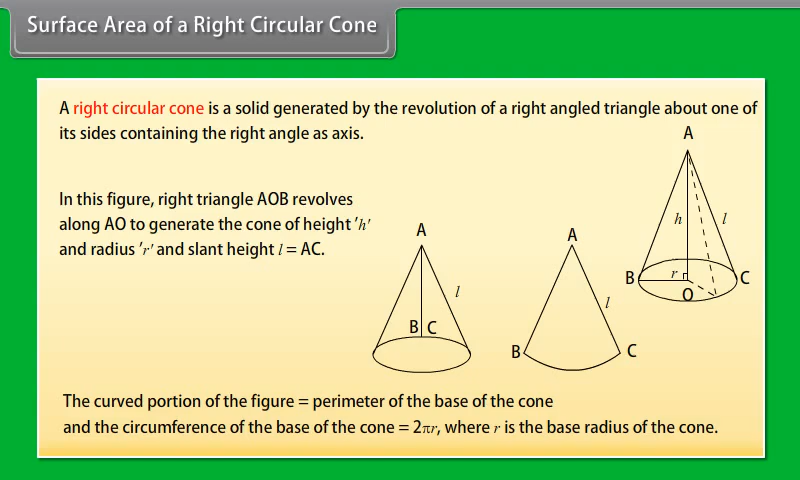 Surface Area of a Right Circular Cone
A right circular cone is a solid generated by the revolution of a right angled triangle about one of
its sides containing the right angle as axis.
In this figure, right triangle AOB revolves
along AO to generate the cone of height 'h'
and radius 'r' and slant height l = AC.
A
h
l
B
r
C
O
A
l
B C
A
l
B
C
The curved portion of the figure = perimeter of the base of the cone
and the circumference of the base of the cone = 2πr, where r is the base radius of the cone.